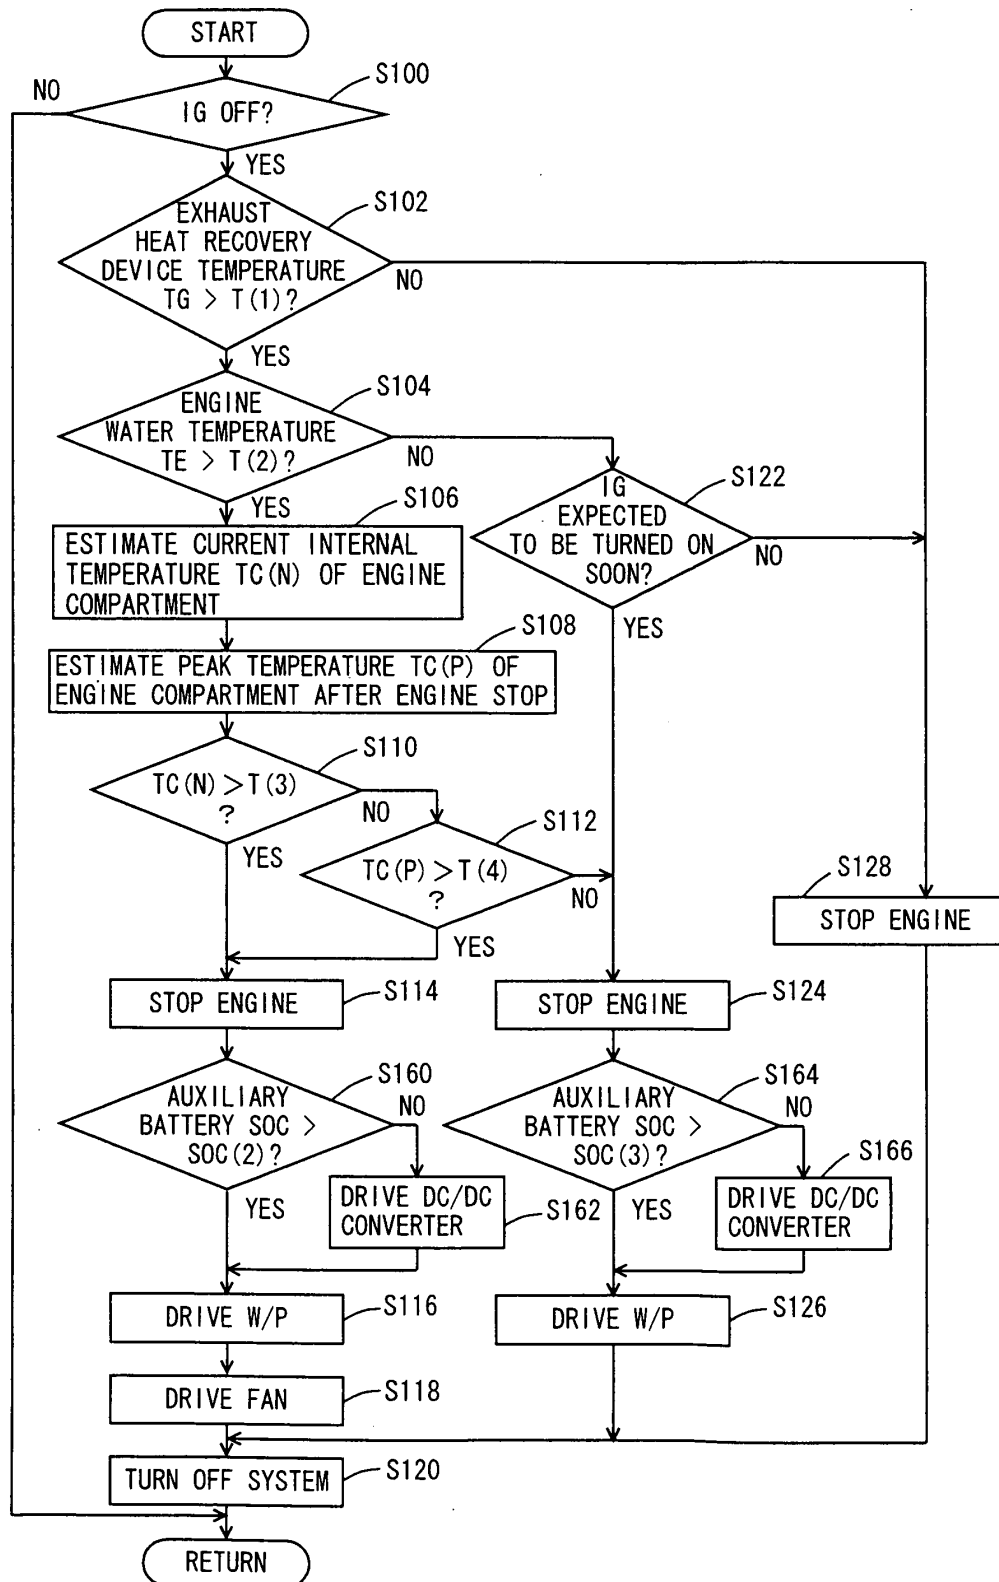 START
NO
S100
IG OFF?
YES
S102
EXHAUST
HEAT RECOVERY
DEVICE TEMPERATURE
TG > T(1)?
NO
YES
S104
ENGINE
WATER TEMPERATURE
TE > T(2)?
NO
YES
S122
IG
EXPECTED
TO BE TURNED ON
SOON?
NO
YES
S106
ESTIMATE CURRENT INTERNAL
TEMPERATURE TC(N) OF ENGINE
COMPARTMENT
S108
ESTIMATE PEAK TEMPERATURE TC(P) OF
ENGINE COMPARTMENT AFTER ENGINE STOP
S110
TC(N)>T(3)
?
NO
YES
S112
TC(P)>T(4)
?
NO
YES
S128
STOP ENGINE
STOP ENGINE
S114
STOP ENGINE
S124
S160
AUXILIARY
BATTERY SOC >
SOC(2)?
NO
YES
DRIVE DC/DC
CONVERTER
S162
S164
AUXILIARY
BATTERY SOC >
SOC(3)?
NO
YES
S166
DRIVE DC/DC
CONVERTER
DRIVE W/P
S116
DRIVE W/P
S126
DRIVE FAN
S118
TURN OFF SYSTEM
S120
RETURN